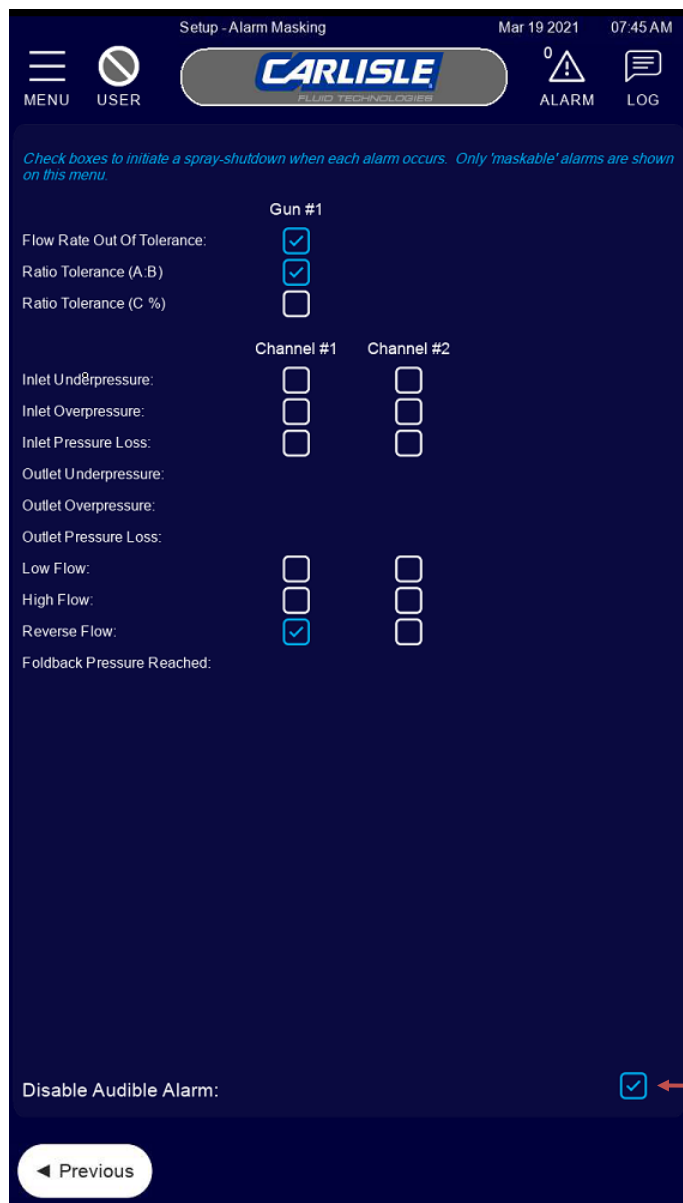 Setup - Alarm Masking Mar 19 2021 07:45 AM
CARLISLE
FLUID TECHNOLOGIES
0
MENU USER ALARM LOG
Check boxes to initiate a spray-shutdown when each alarm occurs. Only 'maskable' alarms are shown
on this menu.
Gun #1
Flow Rate Out Of Tolerance:
Ratio Tolerance (A:B)
Ratio Tolerance (C %)
Channel #1 Channel #2
Inlet Underpressure:
Inlet Overpressure:
Inlet Pressure Loss:
Outlet Underpressure:
Outlet Overpressure:
Outlet Pressure Loss:
Low Flow:
High Flow:
Reverse Flow:
Foldback Pressure Reached:
Disable Audible Alarm:
◄ Previous